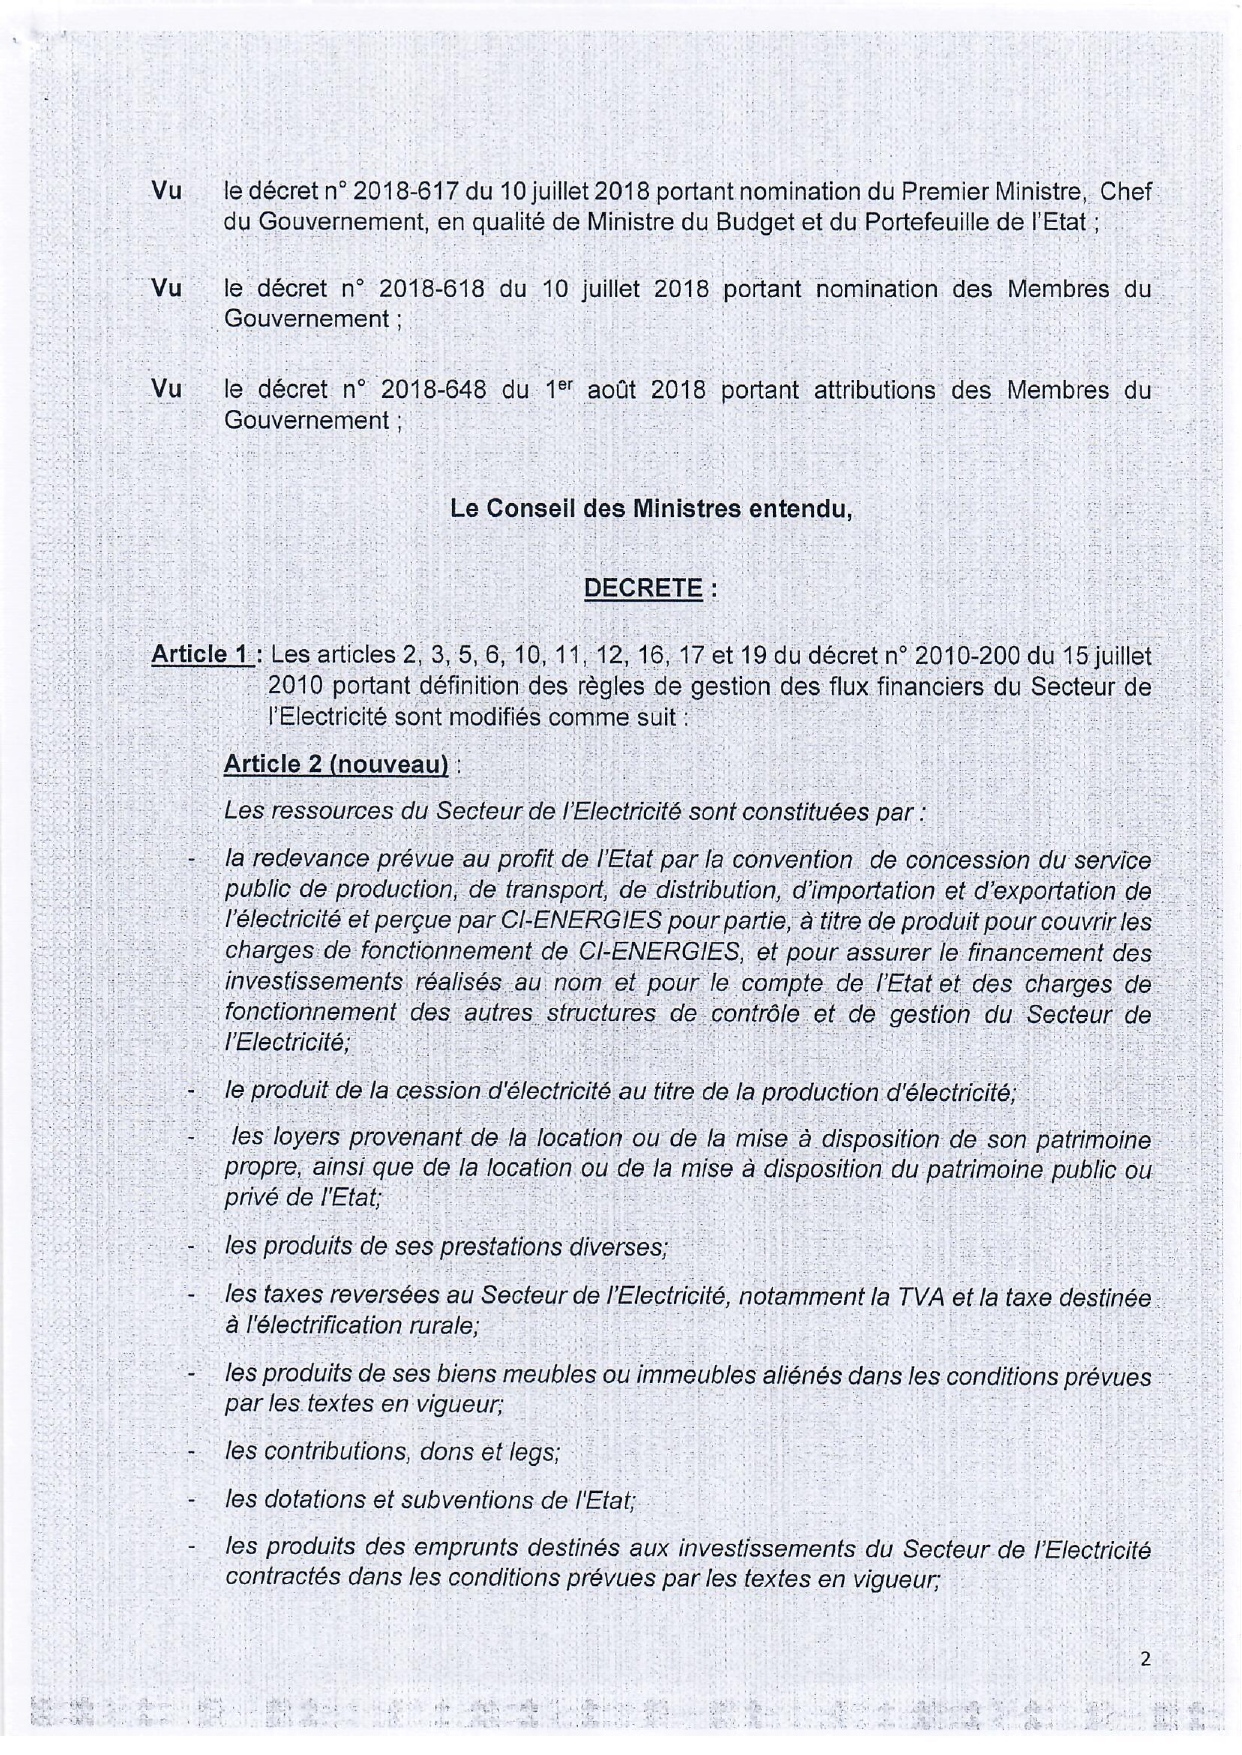 Vu le décret n° 2018-617 du 10 juillet 2018 portant nomination du Premier Ministre, Chef
du Gouvernement, en qualité de Ministre du Budget et du Portefeuille de l'Etat ;
Vu le décret n° 2018-618 du 10 juillet 2018 portant nomination des Membres du
Gouvernement ;
Vu le décret n° 2018-648 du 1er août 2018 portant attributions des Membres du
Gouvernement ;
Le Conseil des Ministres entendu,
DECRETE :
Article 1 : Les articles 2, 3, 5, 6, 10, 11, 12, 16, 17 et 19 du décret n° 2010-200 du 15 juillet
2010 portant définition des règles de gestion des flux financiers du Secteur de
l'Electricité sont modifiés comme suit :
Article 2 (nouveau) :
Les ressources du Secteur de l'Electricité sont constituées par :
- la redevance prévue au profit de l'Etat par la convention de concession du service
public de production, de transport, de distribution, d'importation et d'exportation de
l'électricité et perçue par CI-ENERGIES pour partie, à titre de produit pour couvrir les
charges de fonctionnement de CI-ENERGIES, et pour assurer le financement des
investissements réalisés au nom et pour le compte de l'Etat et des charges de
fonctionnement des autres structures de contrôle et de gestion du Secteur de
l'Electricité;
- le produit de la cession d'électricité au titre de la production d'électricité;
- les loyers provenant de la location ou de la mise à disposition de son patrimoine
propre, ainsi que de la location ou de la mise à disposition du patrimoine public ou
privé de l'Etat;
- les produits de ses prestations diverses;
- les taxes reversées au Secteur de l'Electricité, notamment la TVA et la taxe destinée
à l'électrification rurale;
- les produits de ses biens meubles ou immeubles aliénés dans les conditions prévues
par les textes en vigueur;
- les contributions, dons et legs;
- les dotations et subventions de l'Etat;
- les produits des emprunts destinés aux investissements du Secteur de l'Electricité
contractés dans les conditions prévues par les textes en vigueur;
2